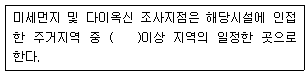 미세먼지 및 다이옥신 조사지점은 해당시설에 인접
한 주거지역 중 (    )이상 지역의 일정한 곳으로
한다.